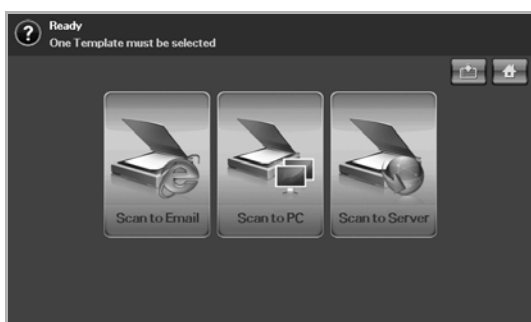 ?
Ready
One Template must be selected
Scan to Email
Scan to PC
Scan to Server